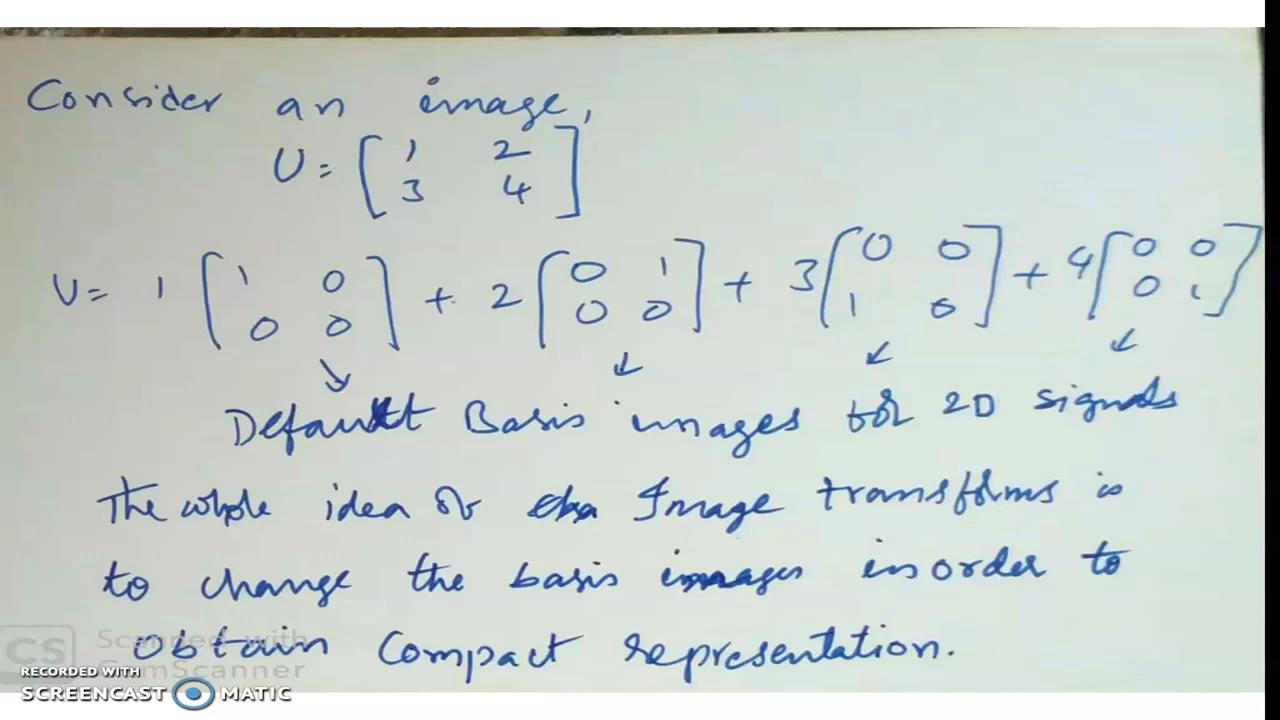 Consider an image,
U = [ 1 2
3 4 ]
U = 1 [ 1 0 + 2 [ 0 1 + 3 [ 0 0 + 4 [ 0 0
0 0 ] 0 0 ] 1 0 ] 0 1 ]
Default Basis images for 2D signals
The whole idea of Image transforms is
to change the basis images inorder to
obtain Compact representation.
CS Scanned with
CamScanner
RECORDED WITH
SCREENCAST MATIC